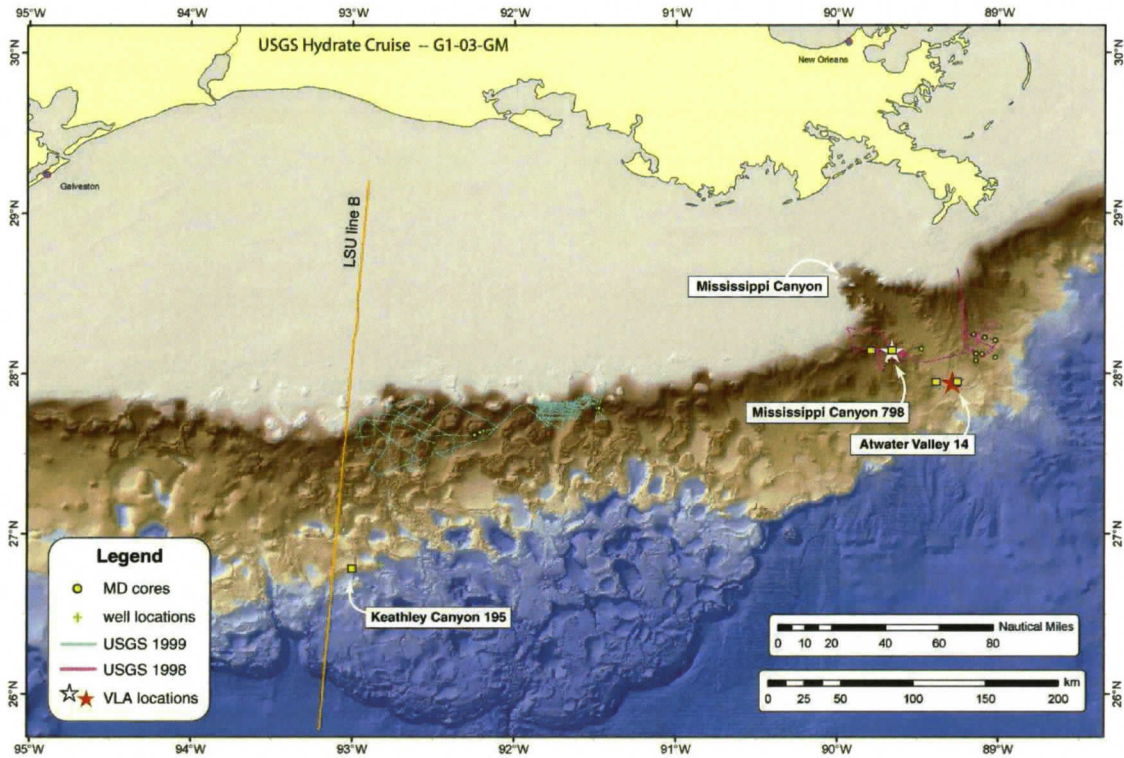 95°W 94°W 93°W 92°W 91°W 90°W 89°W
USGS Hydrate Cruise -- G1-03-GM
30°N
30°N
New Orleans
Galveston
29°N
29°N
LSU line B
Mississippi Canyon
28°N
28°N
Mississippi Canyon 798
Atwater Valley 14
27°N
27°N
Keathley Canyon 195
26°N
26°N
Legend
MD cores
well locations
USGS 1999
USGS 1998
VLA locations
Nautical Miles
0 10 20 40 60 80
km
0 25 50 100 150 200
95°W 94°W 93°W 92°W 91°W 90°W 89°W